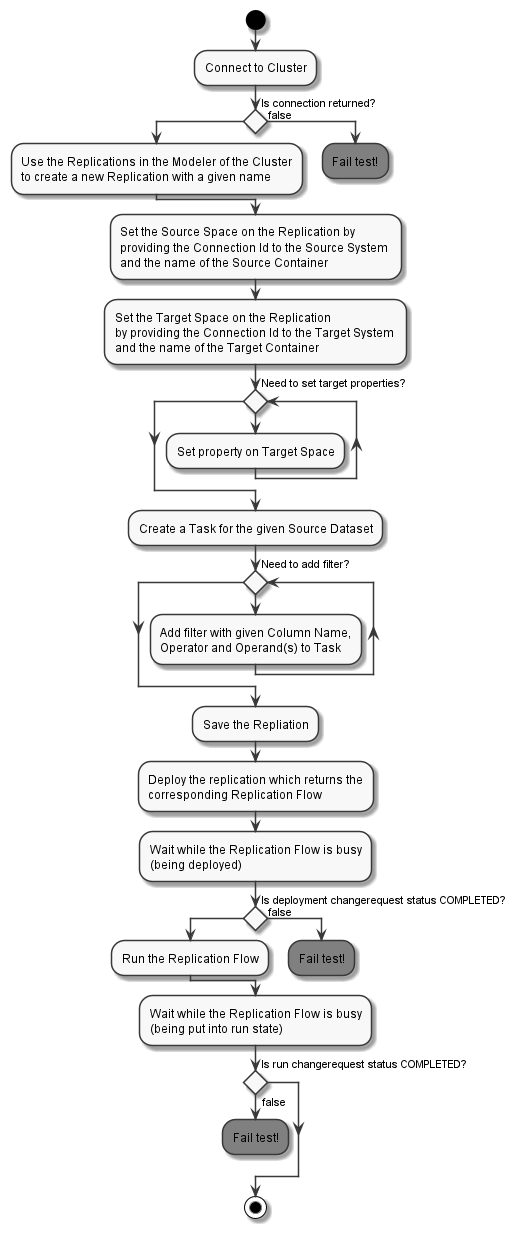 Connect to Cluster
Is connection returned?
false
Use the Replications in the Modeler of the Cluster
to create a new Replication with a given name
Fail test!
Set the Source Space on the Replication by
providing the Connection Id to the Source System
and the name of the Source Container
Set the Target Space on the Replication
by providing the Connection Id to the Target System
and the name of the Target Container
Need to set target properties?
Set property on Target Space
Create a Task for the given Source Dataset
Need to add filter?
Add filter with given Column Name,
Operator and Operand(s) to Task
Save the Repliation
Deploy the replication which returns the
corresponding Replication Flow
Wait while the Replication Flow is busy
(being deployed)
Is deployment changerequest status COMPLETED?
false
Run the Replication Flow
Fail test!
Wait while the Replication Flow is busy
(being put into run state)
Is run changerequest status COMPLETED?
false
Fail test!